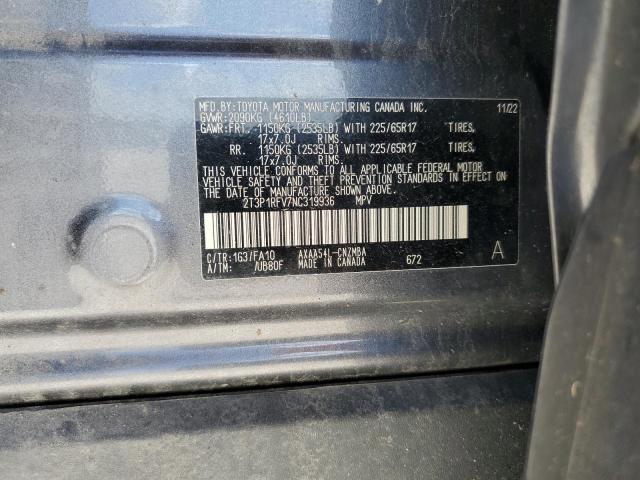 MFD.BY:TOYOTA MOTOR MANUFACTURING CANADA INC. 11/22
GVWR:2090KG (4610LB)
GAWR:FRT. 1150KG (2535LB) WITH 225/65R17 TIRES,
17x7.0J RIMS.
RR. 1150KG (2535LB) WITH 225/65R17 TIRES,
17x7.0J RIMS.
THIS VEHICLE CONFORMS TO ALL APPLICABLE FEDERAL MOTOR
VEHICLE SAFETY AND BUMPER STANDARDS IN EFFECT ON
THE DATE OF MANUFACTURE SHOWN ABOVE.
2T3P1RFV7NC319936 MPV
C/TR:1G3/FA10 AXAA54L-CNZMBA A
A/TM: /UB80F MADE IN CANADA 672